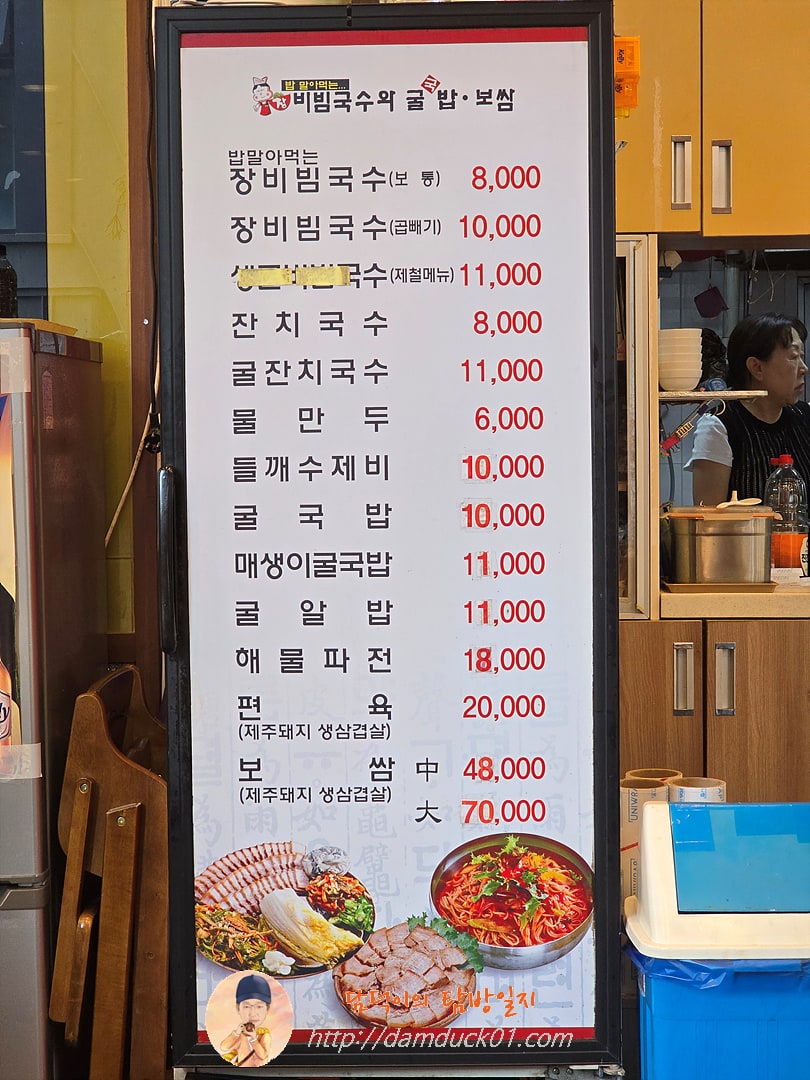 밥 말아먹는...
장비빔국수와 굴국밥·보쌈
밥말아먹는
장비빔국수(보 통) 8,000
장비빔국수(곱빼기) 10,000
국수(제철메뉴) 11,000
잔치국수 8,000
굴잔치국수 11,000
물만두 6,000
들깨수제비 10,000
굴국밥 10,000
매생이굴국밥 11,000
굴알밥 11,000
해물파전 18,000
편육 20,000
(제주돼지 생삼겹살)
보쌈 中 48,000
(제주돼지 생삼겹살)
大 70,000
담덕이의 탐방일지
http://damduck01.com
UNIWRAP